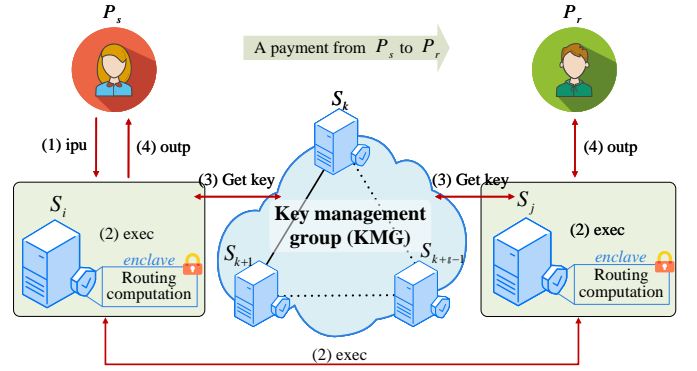 P_s
P_r
A payment from P_s to P_r
S_k
(1) ipu
(4) outp
(4) outp
(3) Get key
(3) Get key
S_i
S_j
Key management
group (KMG)
(2) exec
(2) exec
S_{k+1}
S_{k+s-1}
enclave
Routing
computation
enclave
Routing
computation
(2) exec